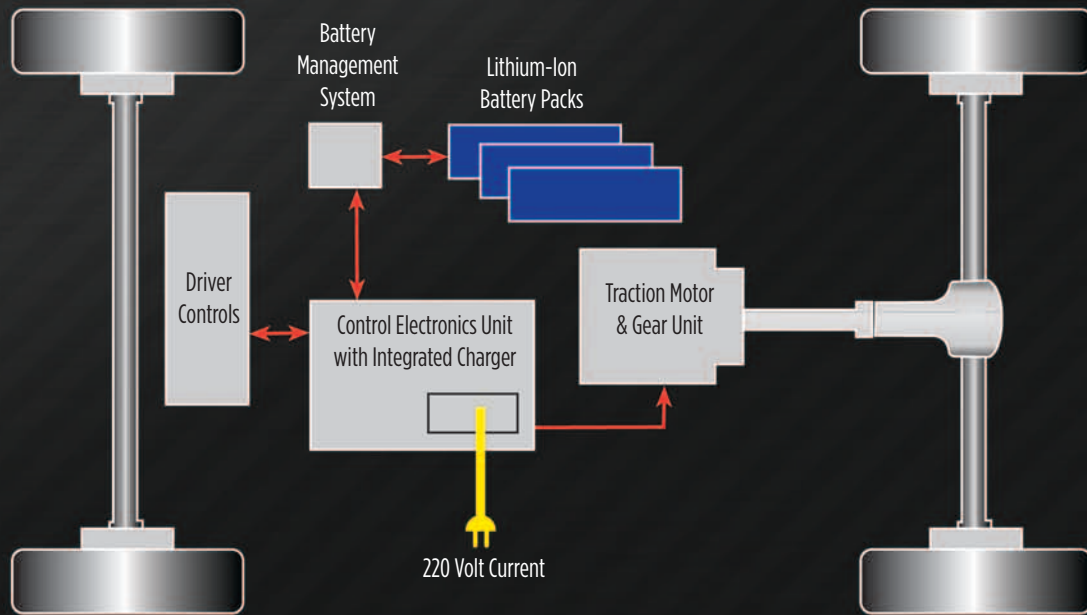 Battery
Management
System
Lithium-Ion
Battery Packs
Driver
Controls
Control Electronics Unit
with Integrated Charger
Traction Motor
& Gear Unit
220 Volt Current